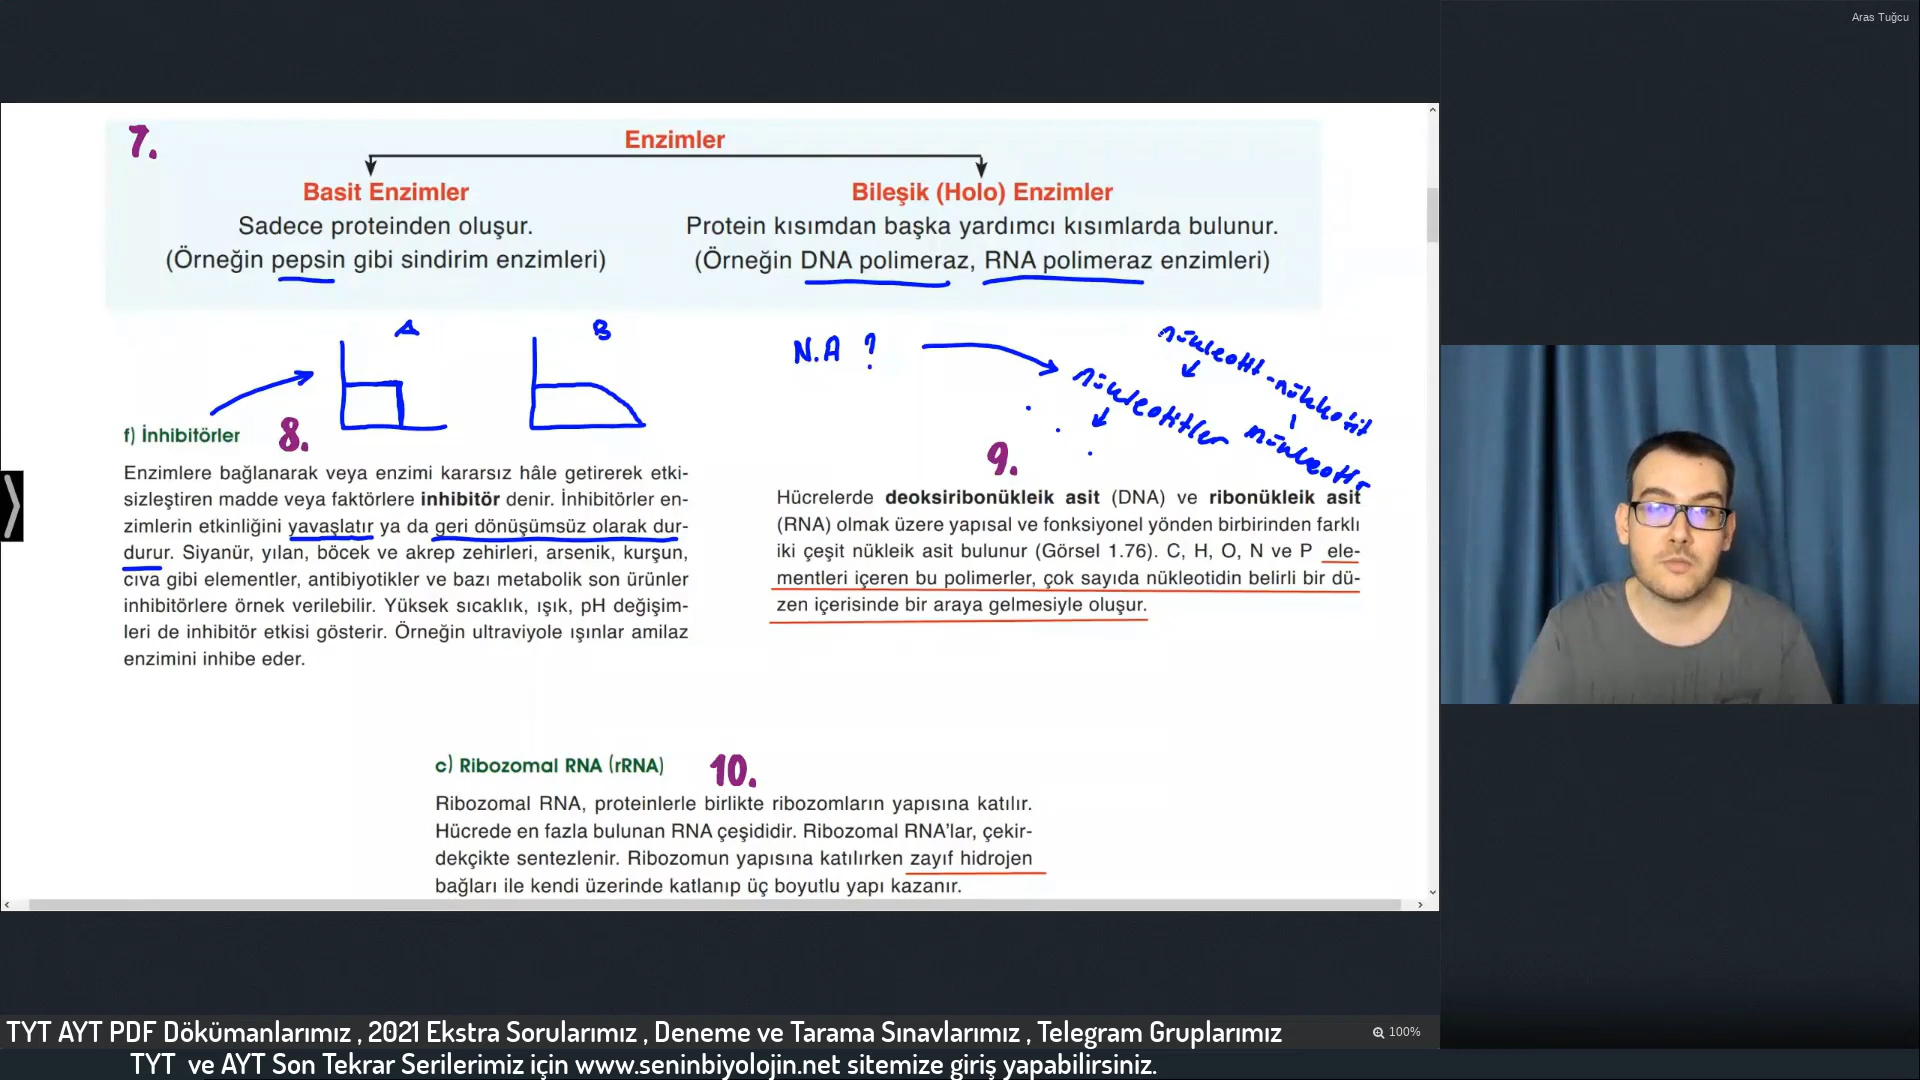 Aras Tuğcu
7.
Enzimler
Basit Enzimler
Sadece proteinden oluşur.
(Örneğin pepsin gibi sindirim enzimleri)
Bileşik (Holo) Enzimler
Protein kısımdan başka yardımcı kısımlarda bulunur.
(Örneğin DNA polimeraz, RNA polimeraz enzimleri)
A
B
N.A ?
nükleotitler
nükleotit-nükleotit
nükleotit
f) İnhibitörler
8.
Enzimlere bağlanarak veya enzimi kararsız hâle getirerek etki-
sizleştiren madde veya faktörlere inhibitör denir. İnhibitörler en-
zimlerin etkinliğini yavaşlatır ya da geri dönüşümsüz olarak dur-
durur. Siyanür, yılan, böcek ve akrep zehirleri, arsenik, kurşun,
cıva gibi elementler, antibiyotikler ve bazı metabolik son ürünler
inhibitörlere örnek verilebilir. Yüksek sıcaklık, ışık, pH değişim-
leri de inhibitör etkisi gösterir. Örneğin ultraviyole ışınlar amilaz
enzimini inhibe eder.
9.
Hücrelerde deoksiribonükleik asit (DNA) ve ribonükleik asit
(RNA) olmak üzere yapısal ve fonksiyonel yönden birbirinden farklı
iki çeşit nükleik asit bulunur (Görsel 1.76). C, H, O, N ve P ele-
mentleri içeren bu polimerler, çok sayıda nükleotidin belirli bir dü-
zen içerisinde bir araya gelmesiyle oluşur.
c) Ribozomal RNA (rRNA)
10.
Ribozomal RNA, proteinlerle birlikte ribozomların yapısına katılır.
Hücrede en fazla bulunan RNA çeşididir. Ribozomal RNA'lar, çekir-
dekçikte sentezlenir. Ribozomun yapısına katılırken zayıf hidrojen
bağları ile kendi üzerinde katlanıp üç boyutlu yapı kazanır.
100%
TYT AYT PDF Dökümanlarımız , 2021 Ekstra Sorularımız , Deneme ve Tarama Sınavlarımız , Telegram Gruplarımız
TYT ve AYT Son Tekrar Serilerimiz için www.seninbiyolojin.net sitemize giriş yapabilirsiniz.